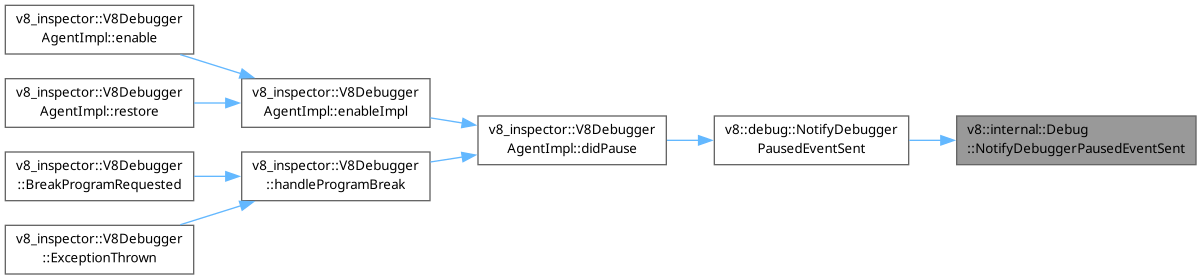 v8_inspector::V8Debugger
AgentImpl::enable
v8_inspector::V8Debugger
AgentImpl::restore
v8_inspector::V8Debugger
::BreakProgramRequested
v8_inspector::V8Debugger
::ExceptionThrown
v8_inspector::V8Debugger
AgentImpl::enableImpl
v8_inspector::V8Debugger
::handleProgramBreak
v8_inspector::V8Debugger
AgentImpl::didPause
v8::debug::NotifyDebugger
PausedEventSent
v8::internal::Debug
::NotifyDebuggerPausedEventSent